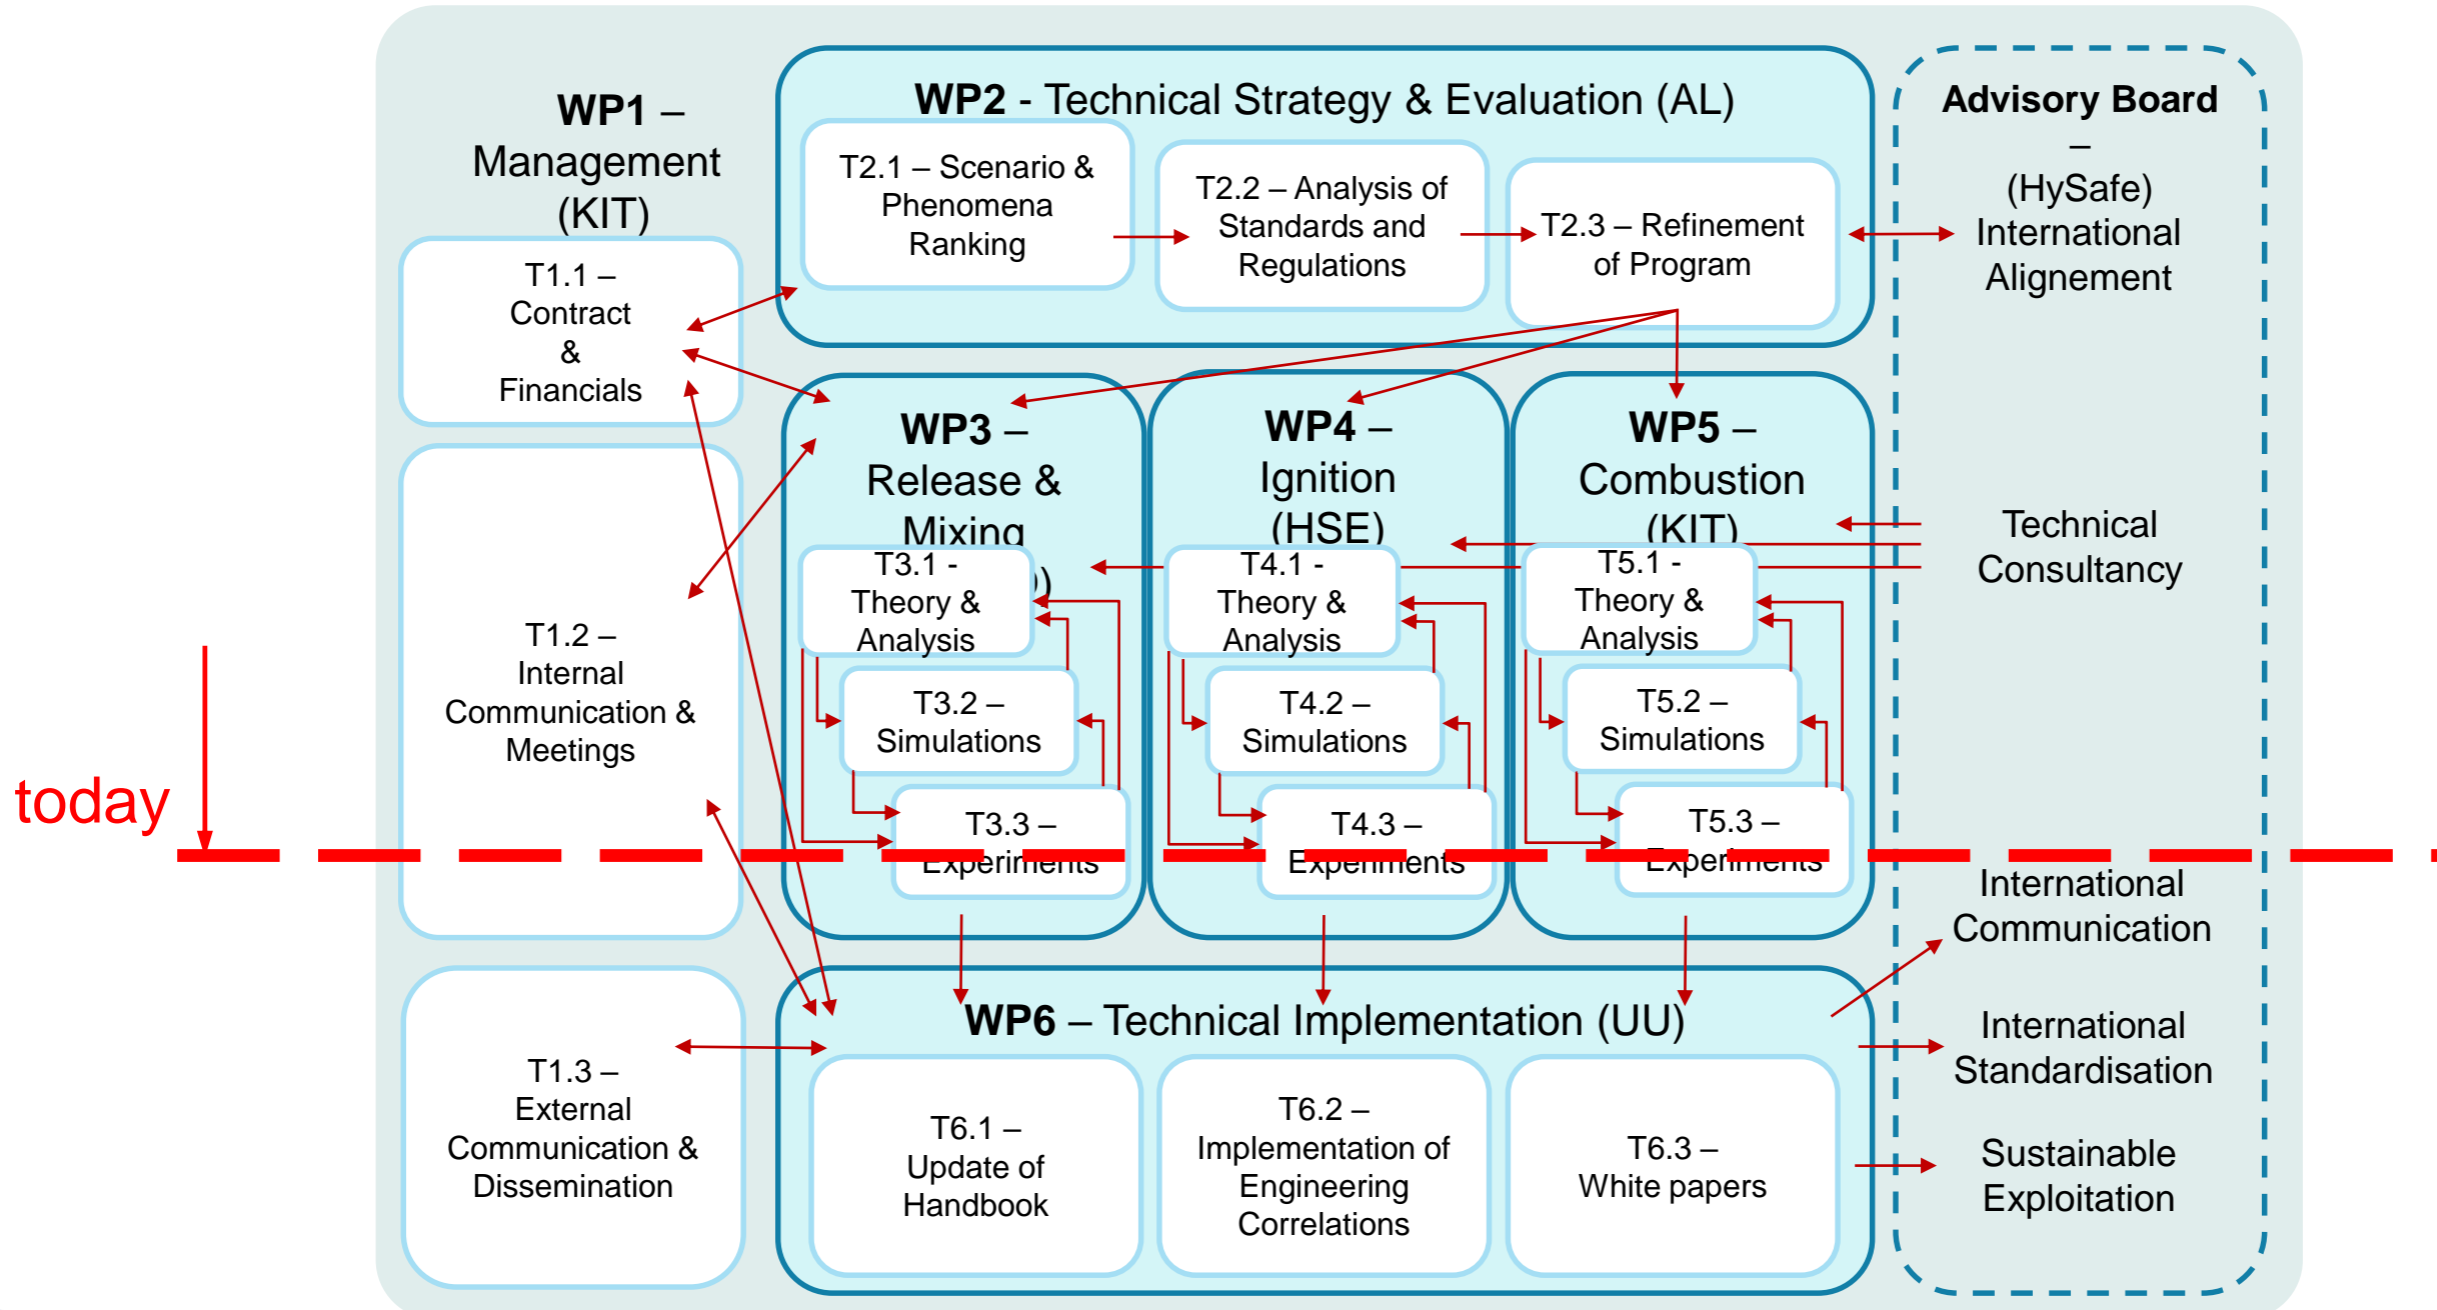 WP1 –
Management
(KIT)
T1.1 –
Contract
&
Financials
T1.2 –
Internal
Communication &
Meetings
T1.3 –
External
Communication &
Dissemination
WP2 - Technical Strategy & Evaluation (AL)
T2.1 – Scenario &
Phenomena
Ranking
T2.2 – Analysis of
Standards and
Regulations
T2.3 – Refinement
of Program
WP3 –
Release &
Mixing
T3.1 -
Theory &
Analysis
T3.2 –
Simulations
T3.3 –
Experiments
WP4 –
Ignition
(HSE)
T4.1 -
Theory &
Analysis
T4.2 –
Simulations
T4.3 –
Experiments
WP5 –
Combustion
(KIT)
T5.1 -
Theory &
Analysis
T5.2 –
Simulations
T5.3 –
Experiments
WP6 – Technical Implementation (UU)
T6.1 –
Update of
Handbook
T6.2 –
Implementation of
Engineering
Correlations
T6.3 –
White papers
Advisory Board
–
(HySafe)
International
Alignement
Technical
Consultancy
International
Communication
International
Standardisation
Sustainable
Exploitation
today